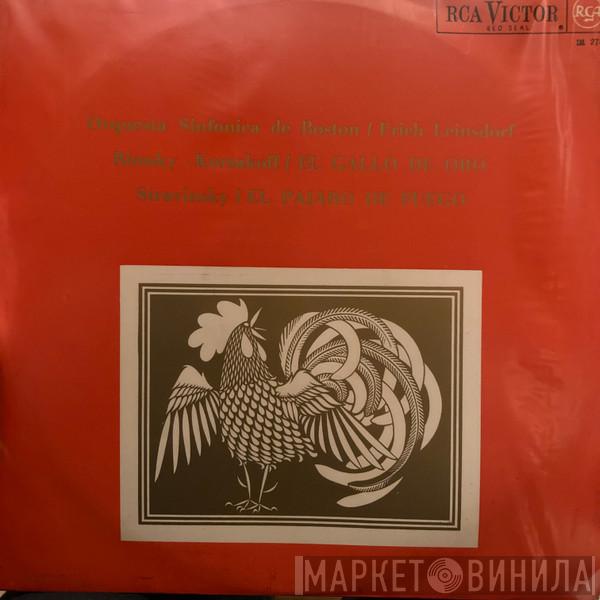 RCA VICTOR
RED SEAL
RCA
Orquesta Sinfonica de Boston / Erich Leinsdorf
Rimsky - Korsakoff / EL GALLO DE ORO
Stravinsky / EL PAJARO DE FUEGO
МАРКЕТ ВИНИЛА